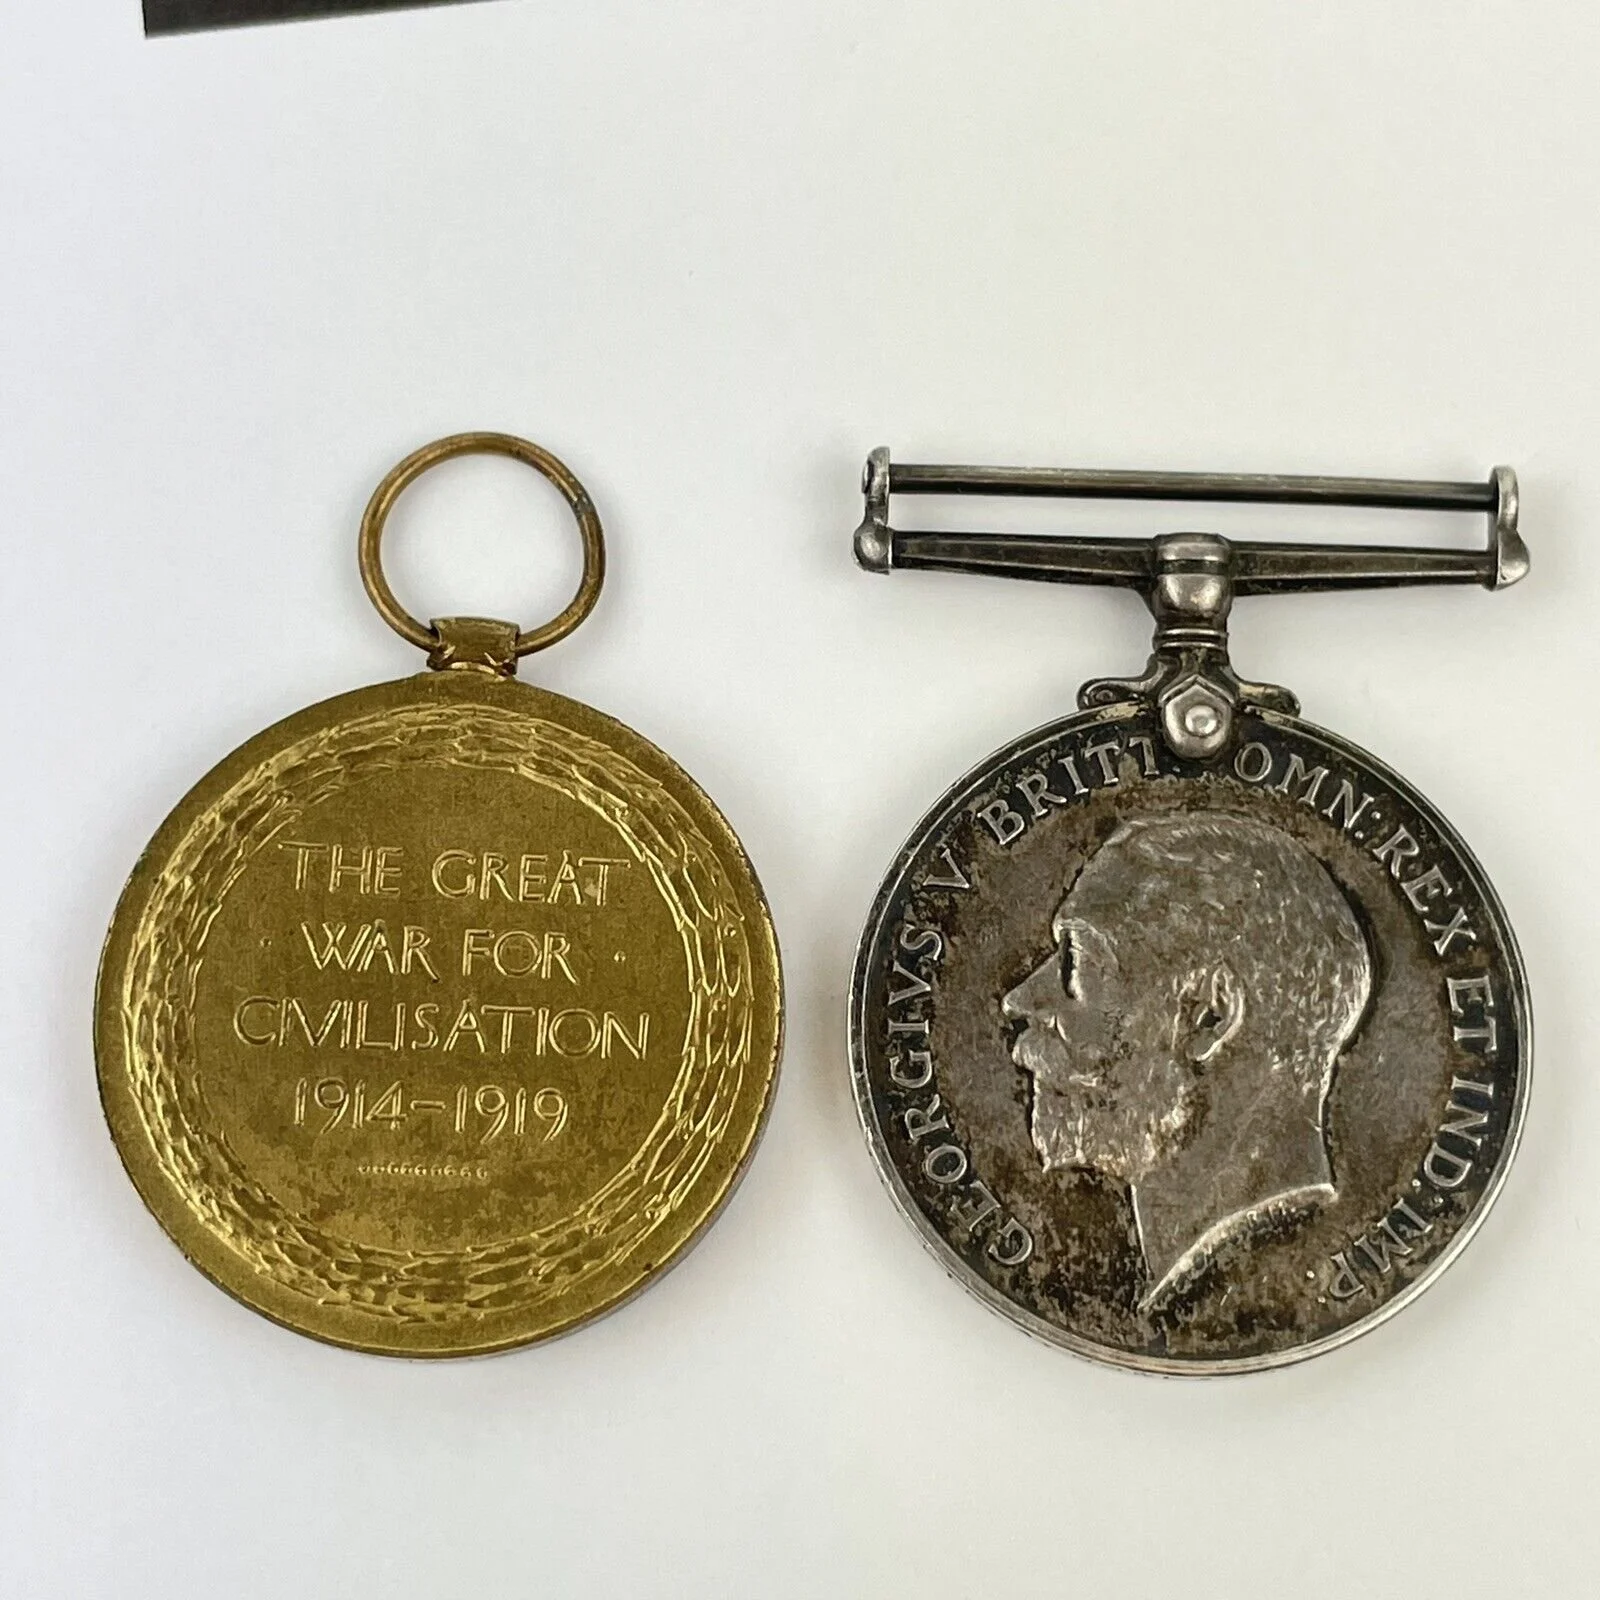 THE GREAT
WAR FOR
CIVILISATION
1914-1919
GEORGIVS V BRITT OMN: REX ET IND: IMP: